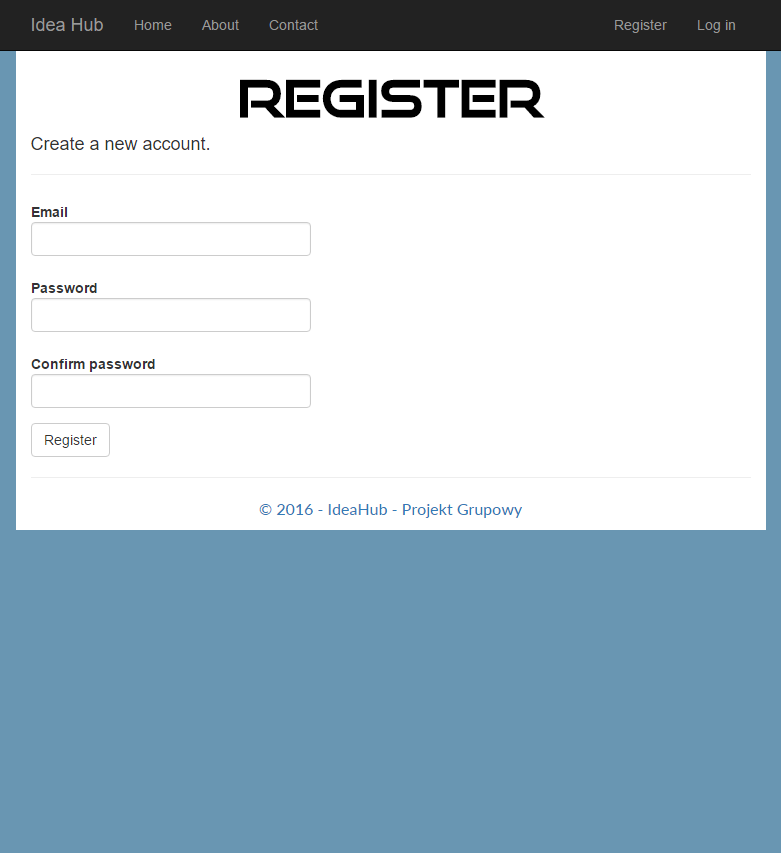 Idea Hub Home About Contact Register Log in
REGISTER
Create a new account.
Email
Password
Confirm password
Register
© 2016 - IdeaHub - Projekt Grupowy